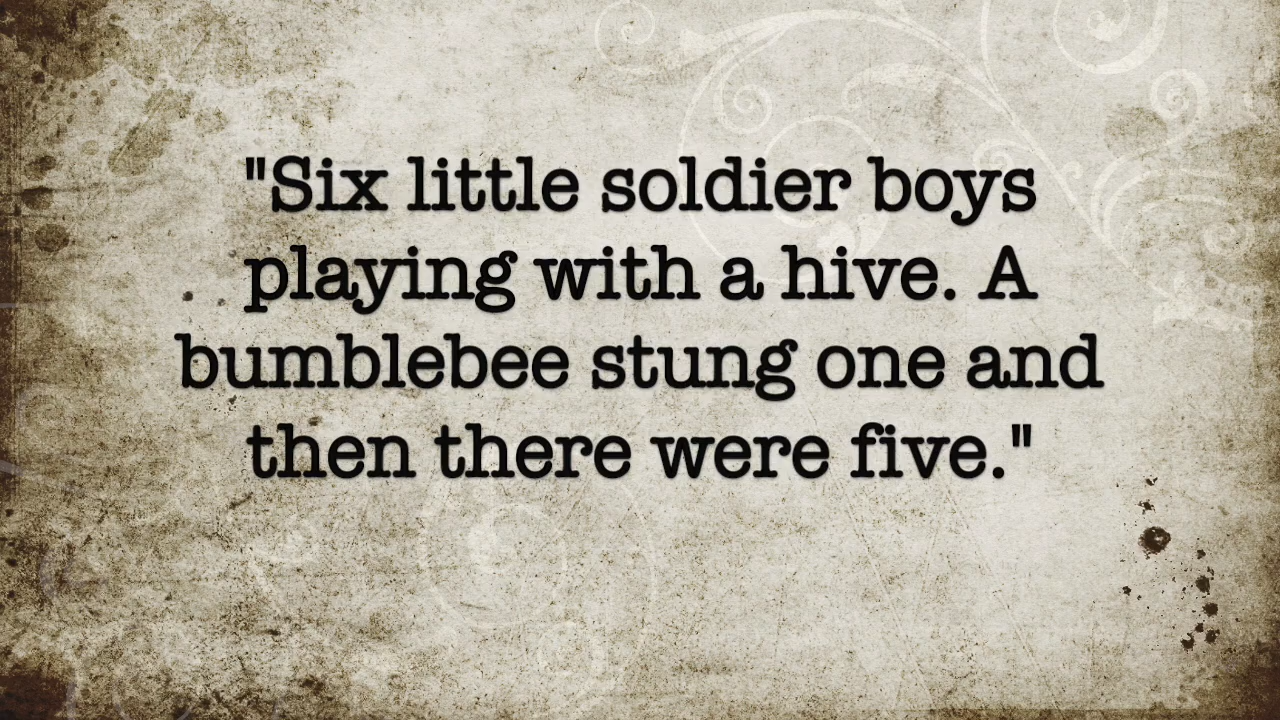 "Six little soldier boys
playing with a hive. A
bumblebee stung one and
then there were five."